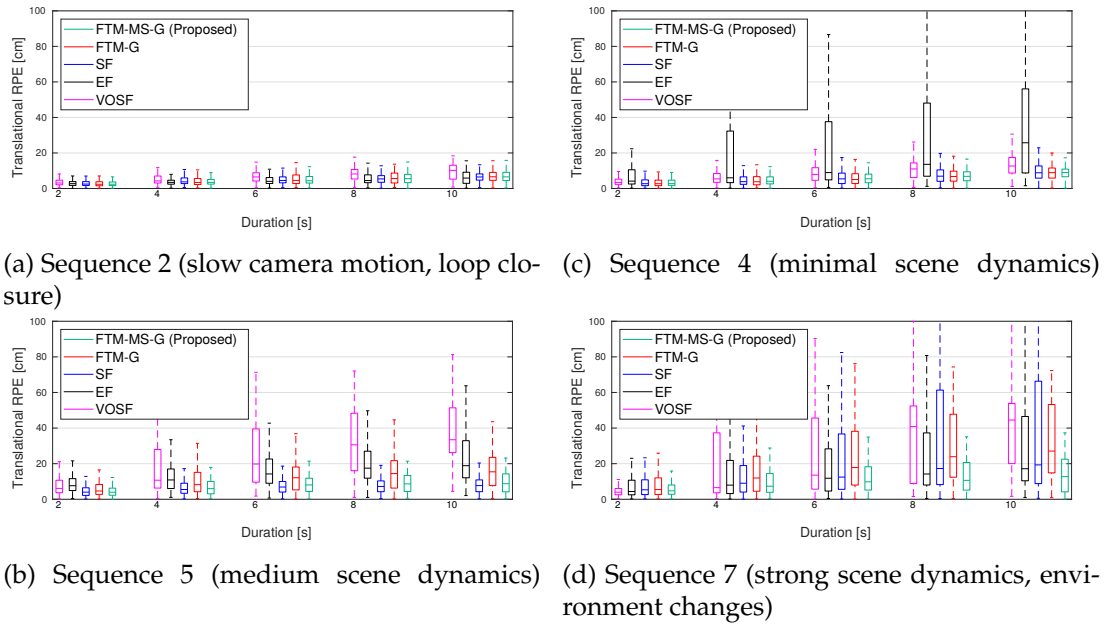 Translational RPE [cm]
100
80
60
40
20
0
FTM-MS-G (Proposed)
FTM-G
SF
EF
VOSF
2 4 6 8 10
Duration [s]
(a) Sequence 2 (slow camera motion, loop clo-
sure)
Translational RPE [cm]
100
80
60
40
20
0
FTM-MS-G (Proposed)
FTM-G
SF
EF
VOSF
2 4 6 8 10
Duration [s]
(c) Sequence 4 (minimal scene dynamics)
Translational RPE [cm]
100
80
60
40
20
0
FTM-MS-G (Proposed)
FTM-G
SF
EF
VOSF
2 4 6 8 10
Duration [s]
(b) Sequence 5 (medium scene dynamics)
Translational RPE [cm]
100
80
60
40
20
0
FTM-MS-G (Proposed)
FTM-G
SF
EF
VOSF
2 4 6 8 10
Duration [s]
(d) Sequence 7 (strong scene dynamics, envi-
ronment changes)